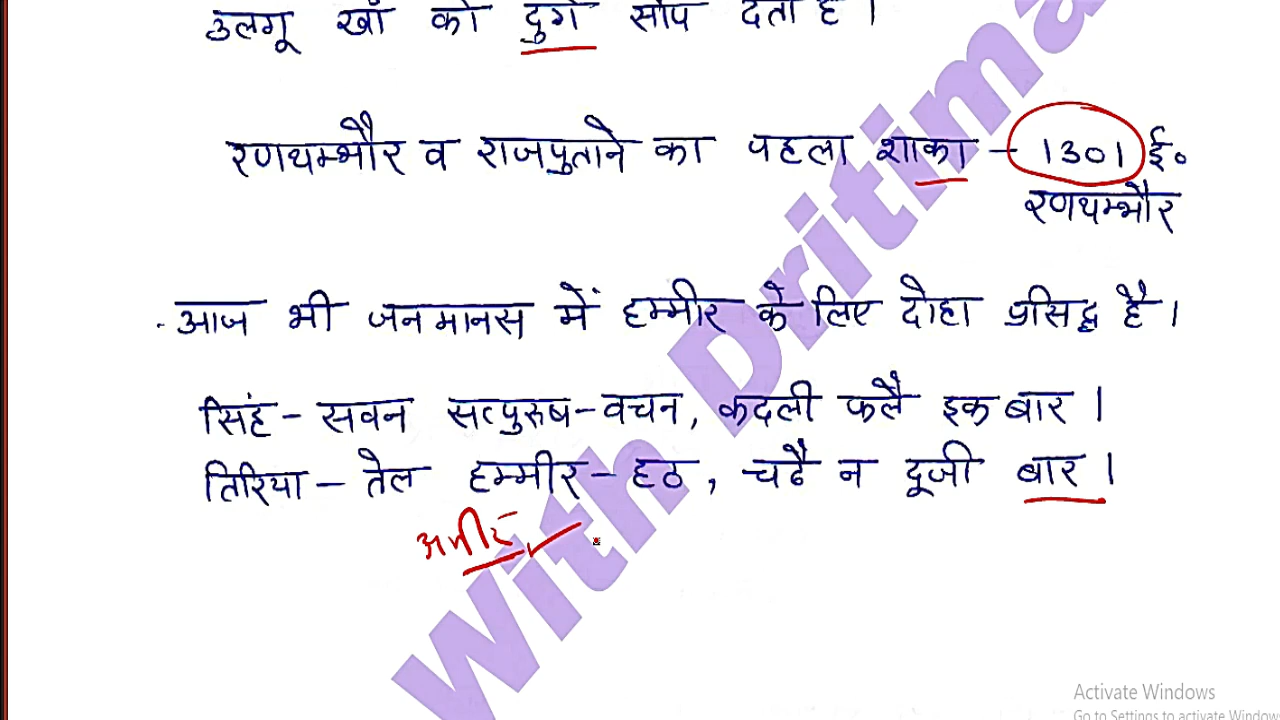 उलगू खाँ को दुर्ग सौंप देता है।
रणथम्भौर व राजपुताने का पहला शाका - 1301 ई०
रणथम्भौर
आज भी जनमानस में हम्मीर के लिए दोहा प्रसिद्ध है।
सिंह - सवन सत्पुरुष - वचन, कदली फलै इक बार।
तिरिया - तेल हम्मीर - हठ, चढै न दूजी बार।
With Dritiman
Activate Windows
Go to Settings to activate Windows